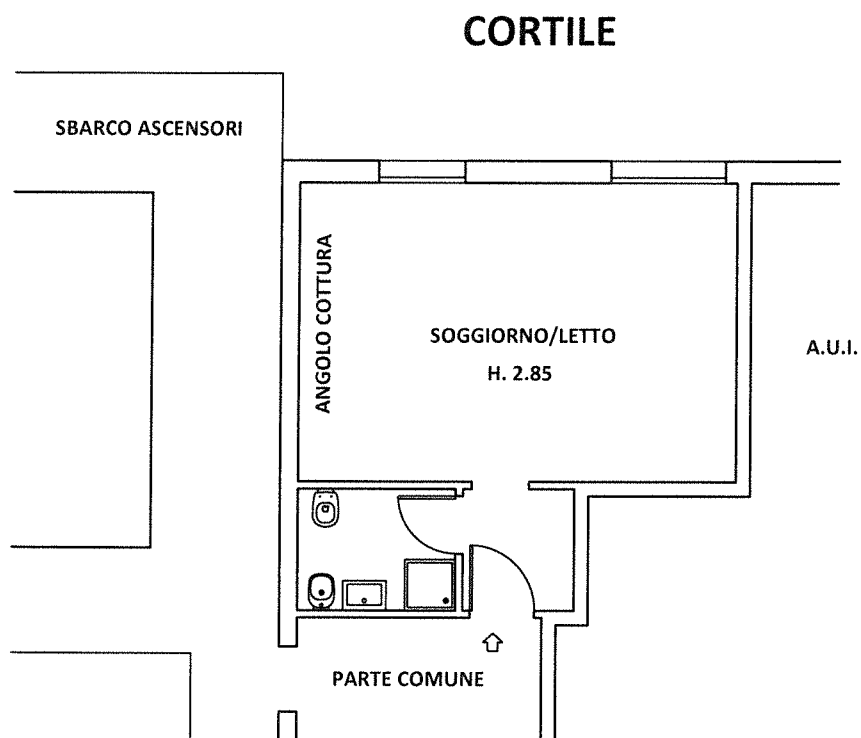 CORTILE
SBARCO ASCENSORI
ANGOLO COTTURA
SOGGIORNO/LETTO
H. 2.85
A.U.I.
PARTE COMUNE